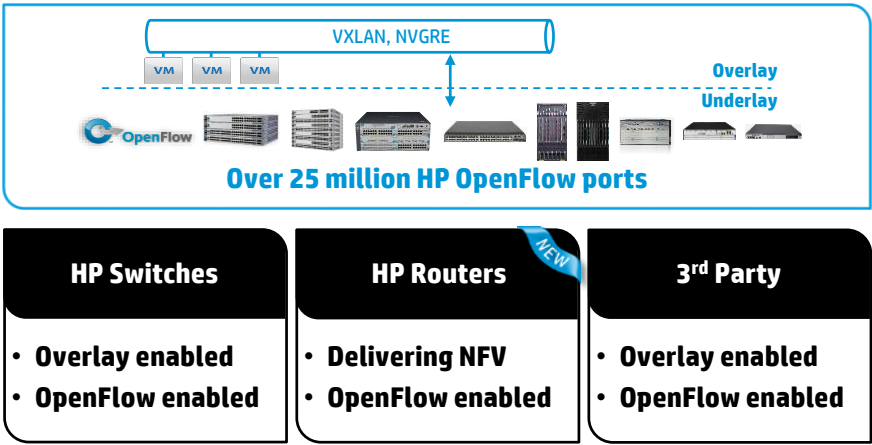 VXLAN, NVGRE
VM VM VM
Overlay
Underlay
OpenFlow
Over 25 million HP OpenFlow ports
HP Switches
• Overlay enabled
• OpenFlow enabled
HP Routers
NEW
• Delivering NFV
• OpenFlow enabled
3rd Party
• Overlay enabled
• OpenFlow enabled